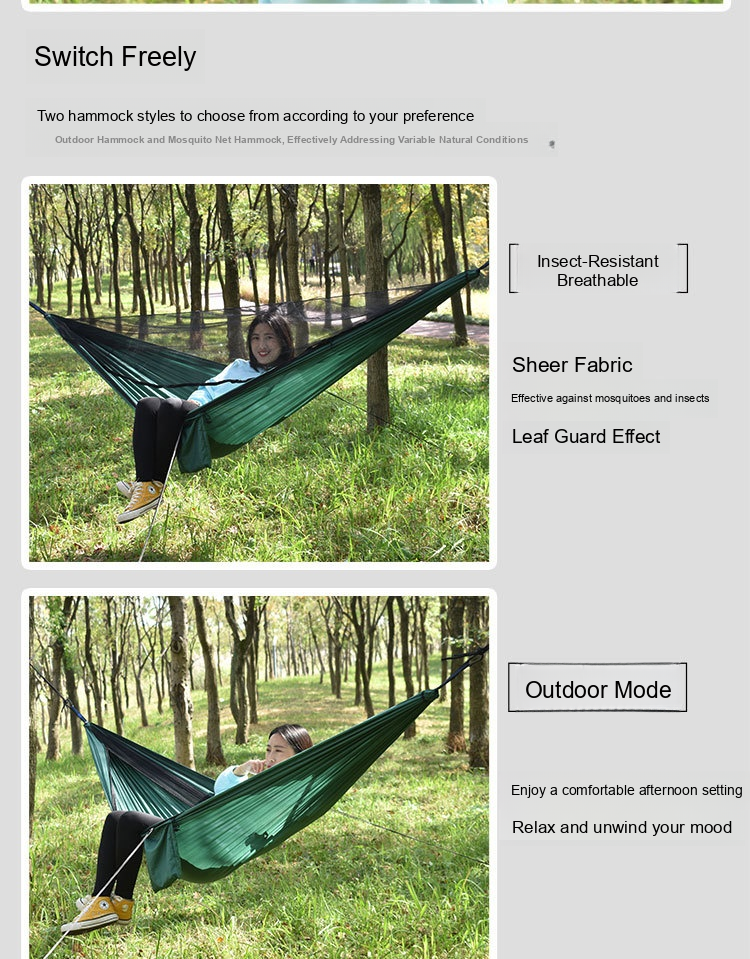 Switch Freely
Two hammock styles to choose from according to your preference
Outdoor Hammock and Mosquito Net Hammock, Effectively Addressing Variable Natural Conditions
Insect-Resistant
Breathable
Sheer Fabric
Effective against mosquitoes and insects
Leaf Guard Effect
Outdoor Mode
Enjoy a comfortable afternoon setting
Relax and unwind your mood